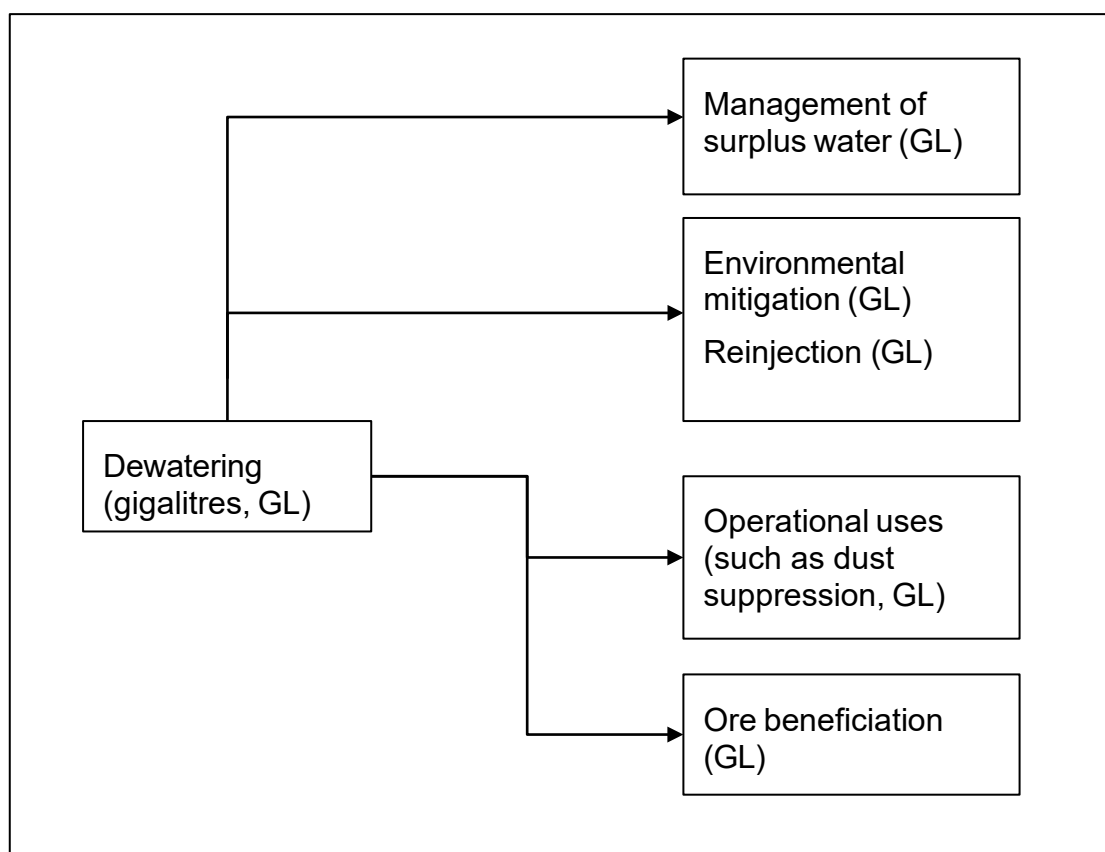 Management of
surplus water (GL)
Environmental
mitigation (GL)
Reinjection (GL)
Dewatering
(gigalitres, GL)
Operational uses
(such as dust
suppression, GL)
Ore beneficiation
(GL)